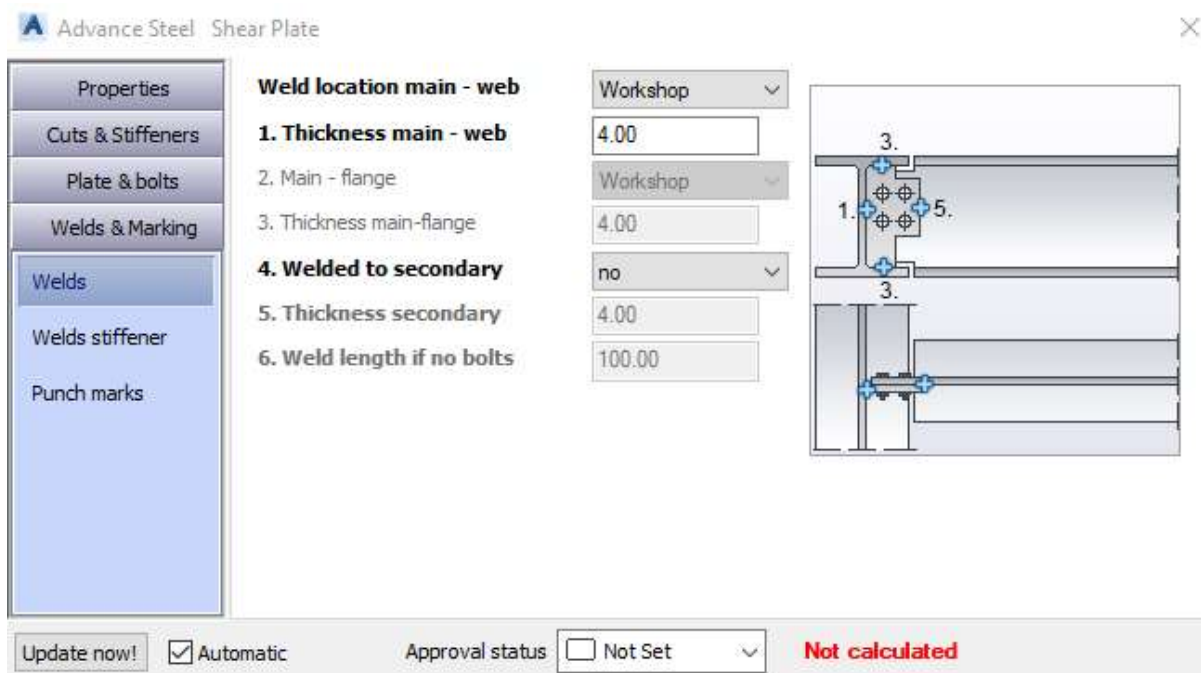 Advance Steel Shear Plate
Properties
Cuts & Stiffeners
Plate & bolts
Welds & Marking
Welds
Welds stiffener
Punch marks
Weld location main - web Workshop
1. Thickness main - web 4.00
2. Main - flange Workshop
3. Thickness main-flange 4.00
4. Welded to secondary no
5. Thickness secondary 4.00
6. Weld length if no bolts 100.00
3.
1. 5.
3.
Update now! Automatic Approval status Not Set Not calculated